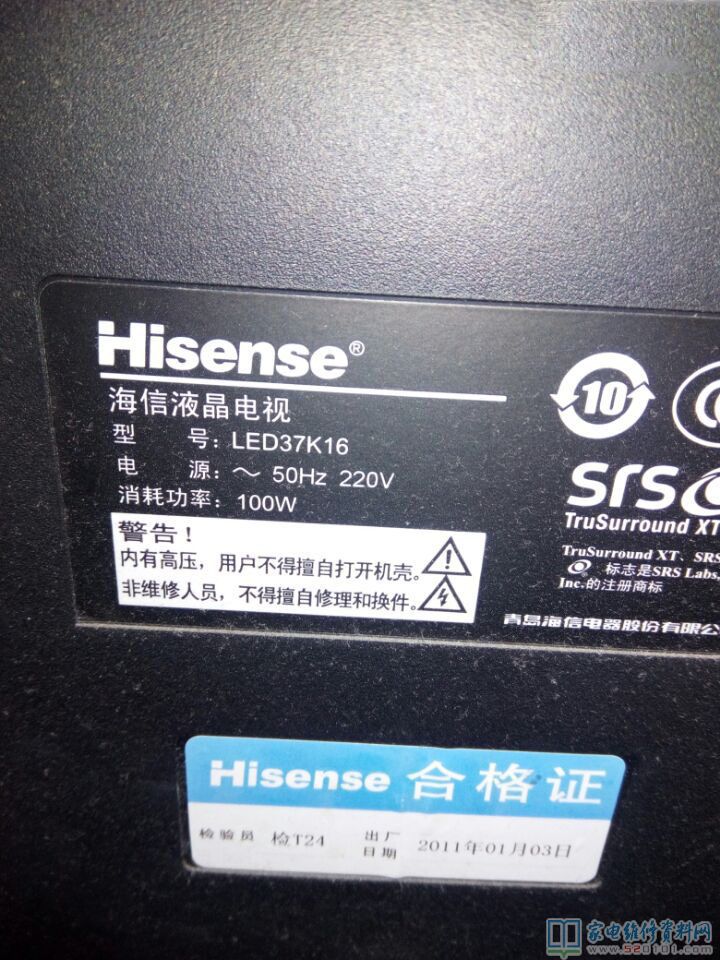 Hisense®
海信液晶电视
型 号：LED37K16
电 源：～ 50Hz 220V
消耗功率：100W
警告！
内有高压，用户不得擅自打开机壳。
非维修人员，不得擅自修理和换件。
10
SRS
TruSurround XT
TruSurround XT、SRS
标志是SRS Labs
Inc.的注册商标
青岛海信电器股份有限公
Hisense 合格证
检验员 检T24 出厂日期 2011年01月03日
家电维修资料网
www.520101.com